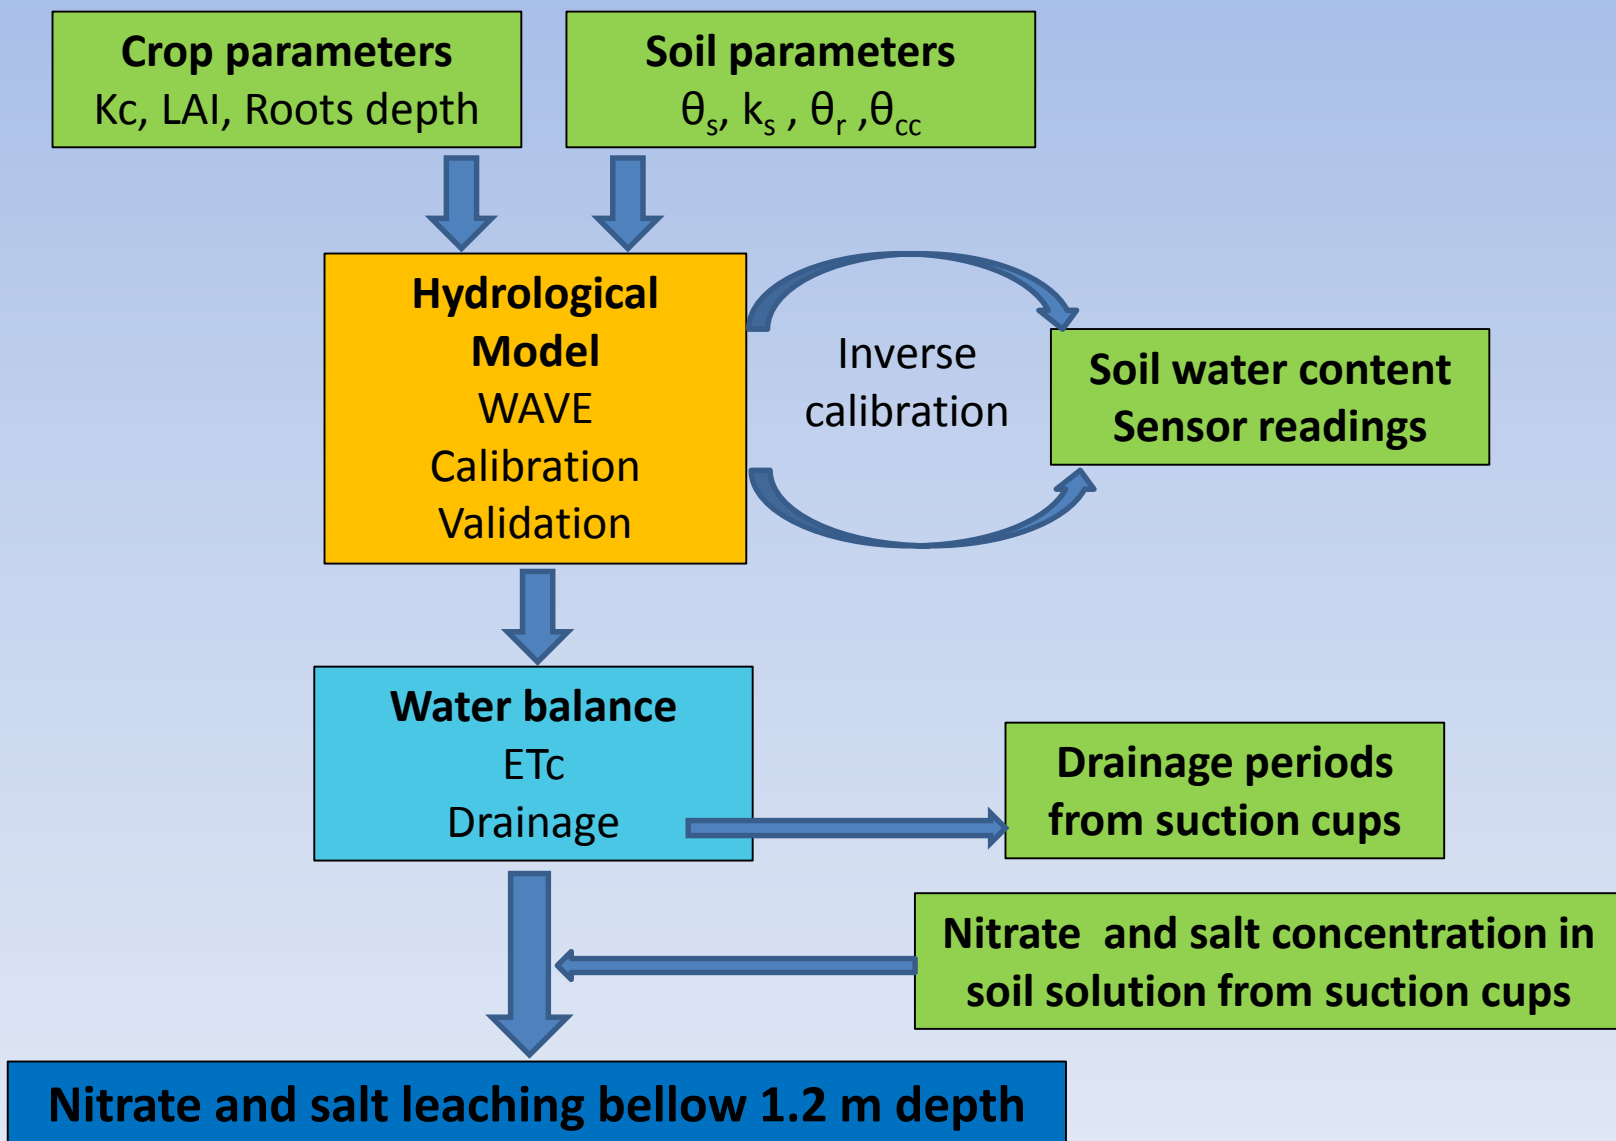 Crop parameters
Kc, LAI, Roots depth
Soil parameters
θs, ks , θr ,θcc
Hydrological
Model
WAVE
Calibration
Validation
Inverse
calibration
Soil water content
Sensor readings
Water balance
ETc
Drainage
Drainage periods
from suction cups
Nitrate  and salt concentration in
soil solution from suction cups
Nitrate and salt leaching bellow 1.2 m depth